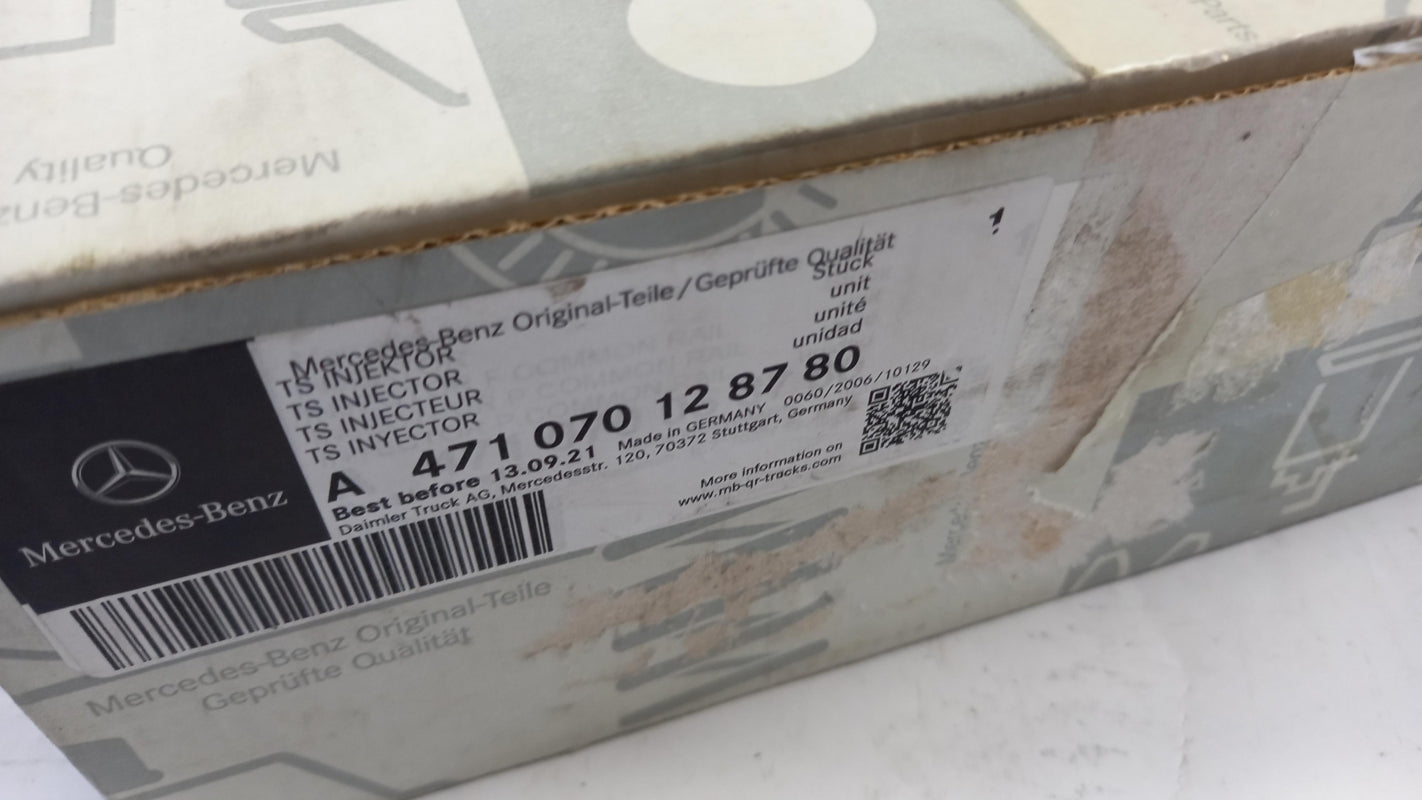 Parts
Mercedes-Benz
Quality
Mercedes-Benz Original-Teile/Geprüfte Qualität
TS INJEKTOR
TS INJECTOR
TS INJECTEUR
TS INYECTOR
Stück
unit
unité
unidad
1
A 471 070 12 87 80
Best before 13.09.21 Made in GERMANY 0060/2006/10129
Daimler Truck AG, Mercedesstr. 120, 70372 Stuttgart, Germany
More information on
www.mb-qr-trucks.com
Mercedes-Benz
Mercedes-Benz Original-Teile
Geprüfte Qualität